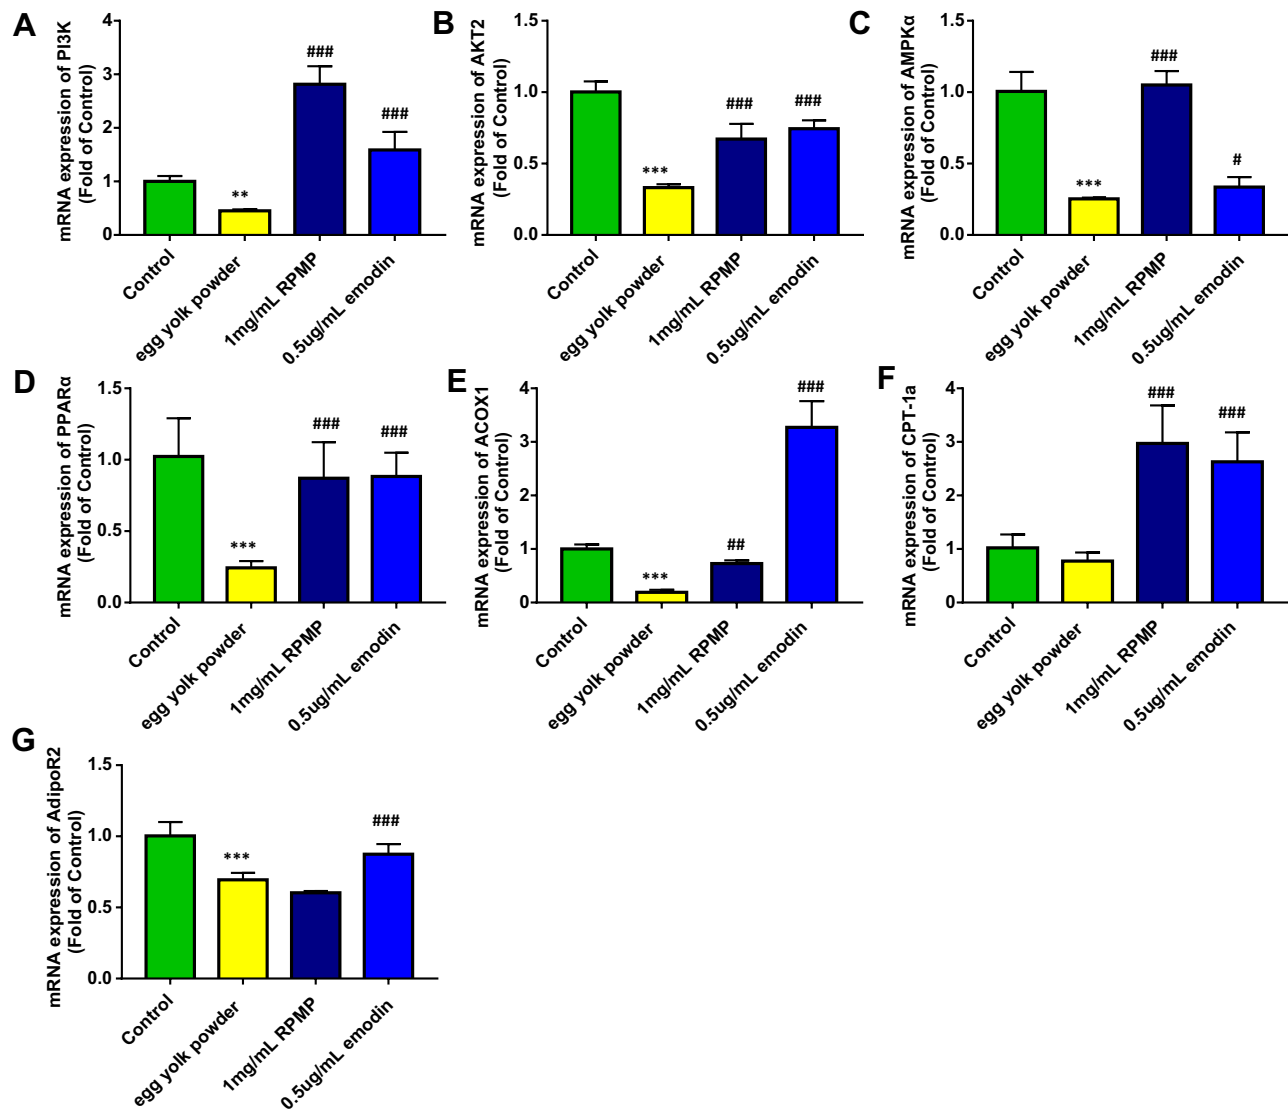 A
mRNA expression of PI3K
(Fold of Control)
4
3
2
1
0
**
###
###
Control
egg yolk powder
1mg/mL RPMP
0.5ug/mL emodin
B
mRNA expression of AKT2
(Fold of Control)
1.5
1.0
0.5
0.0
***
###
###
Control
egg yolk powder
1mg/mL RPMP
0.5ug/mL emodin
C
mRNA expression of AMPKα
(Fold of Control)
1.5
1.0
0.5
0.0
***
###
#
Control
egg yolk powder
1mg/mL RPMP
0.5ug/mL emodin
D
mRNA expression of PPARα
(Fold of Control)
1.5
1.0
0.5
0.0
***
###
###
Control
egg yolk powder
1mg/mL RPMP
0.5ug/mL emodin
E
mRNA expression of ACOX1
(Fold of Control)
4
3
2
1
0
***
##
###
Control
egg yolk powder
1mg/mL RPMP
0.5ug/mL emodin
F
mRNA expression of CPT-1a
(Fold of Control)
4
3
2
1
0
###
###
Control
egg yolk powder
1mg/mL RPMP
0.5ug/mL emodin
G
mRNA expression of AdipoR2
(Fold of Control)
1.5
1.0
0.5
0.0
***
###
Control
egg yolk powder
1mg/mL RPMP
0.5ug/mL emodin